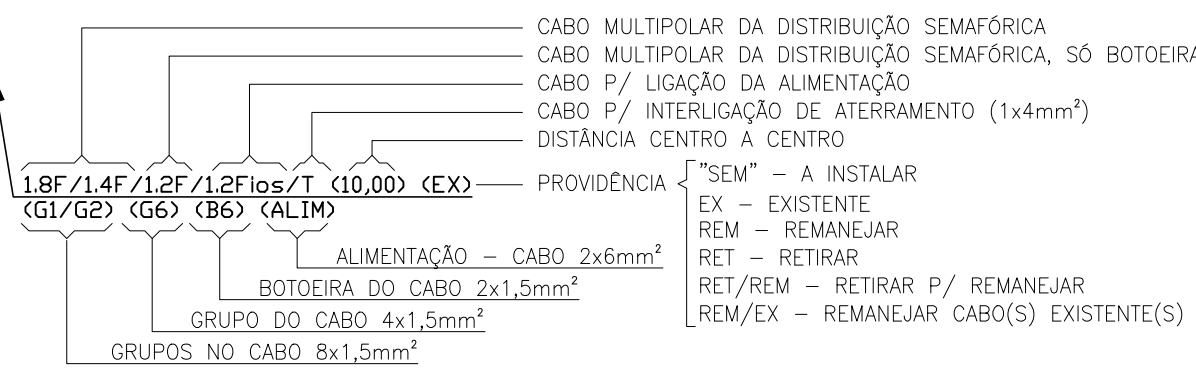 CABO MULTIPOLAR DA DISTRIBUIÇÃO SEMAFÓRICA
CABO MULTIPOLAR DA DISTRIBUIÇÃO SEMAFÓRICA, SÓ BOTOEIRA
CABO P/ LIGAÇÃO DA ALIMENTAÇÃO
CABO P/ INTERLIGAÇÃO DE ATERRAMENTO (1x4mm²)
DISTÂNCIA CENTRO A CENTRO
1.8F/1.4F/1.2F/1.2Fios/T (10,00) (EX)
(G1/G2) (G6) (B6) (ALIM)
PROVIDÊNCIA
"SEM" – A INSTALAR
EX – EXISTENTE
REM – REMANEJAR
RET – RETIRAR
RET/REM – RETIRAR P/ REMANEJAR
REM/EX – REMANEJAR CABO(S) EXISTENTE(S)
ALIMENTAÇÃO – CABO 2x6mm²
BOTOEIRA DO CABO 2x1,5mm²
GRUPO DO CABO 4x1,5mm²
GRUPOS NO CABO 8x1,5mm²